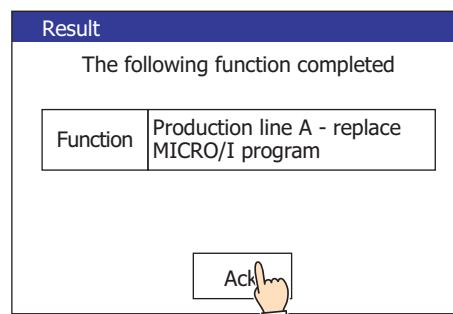 Result
The following function completed
Function
Production line A - replace
MICRO/I program
Ack